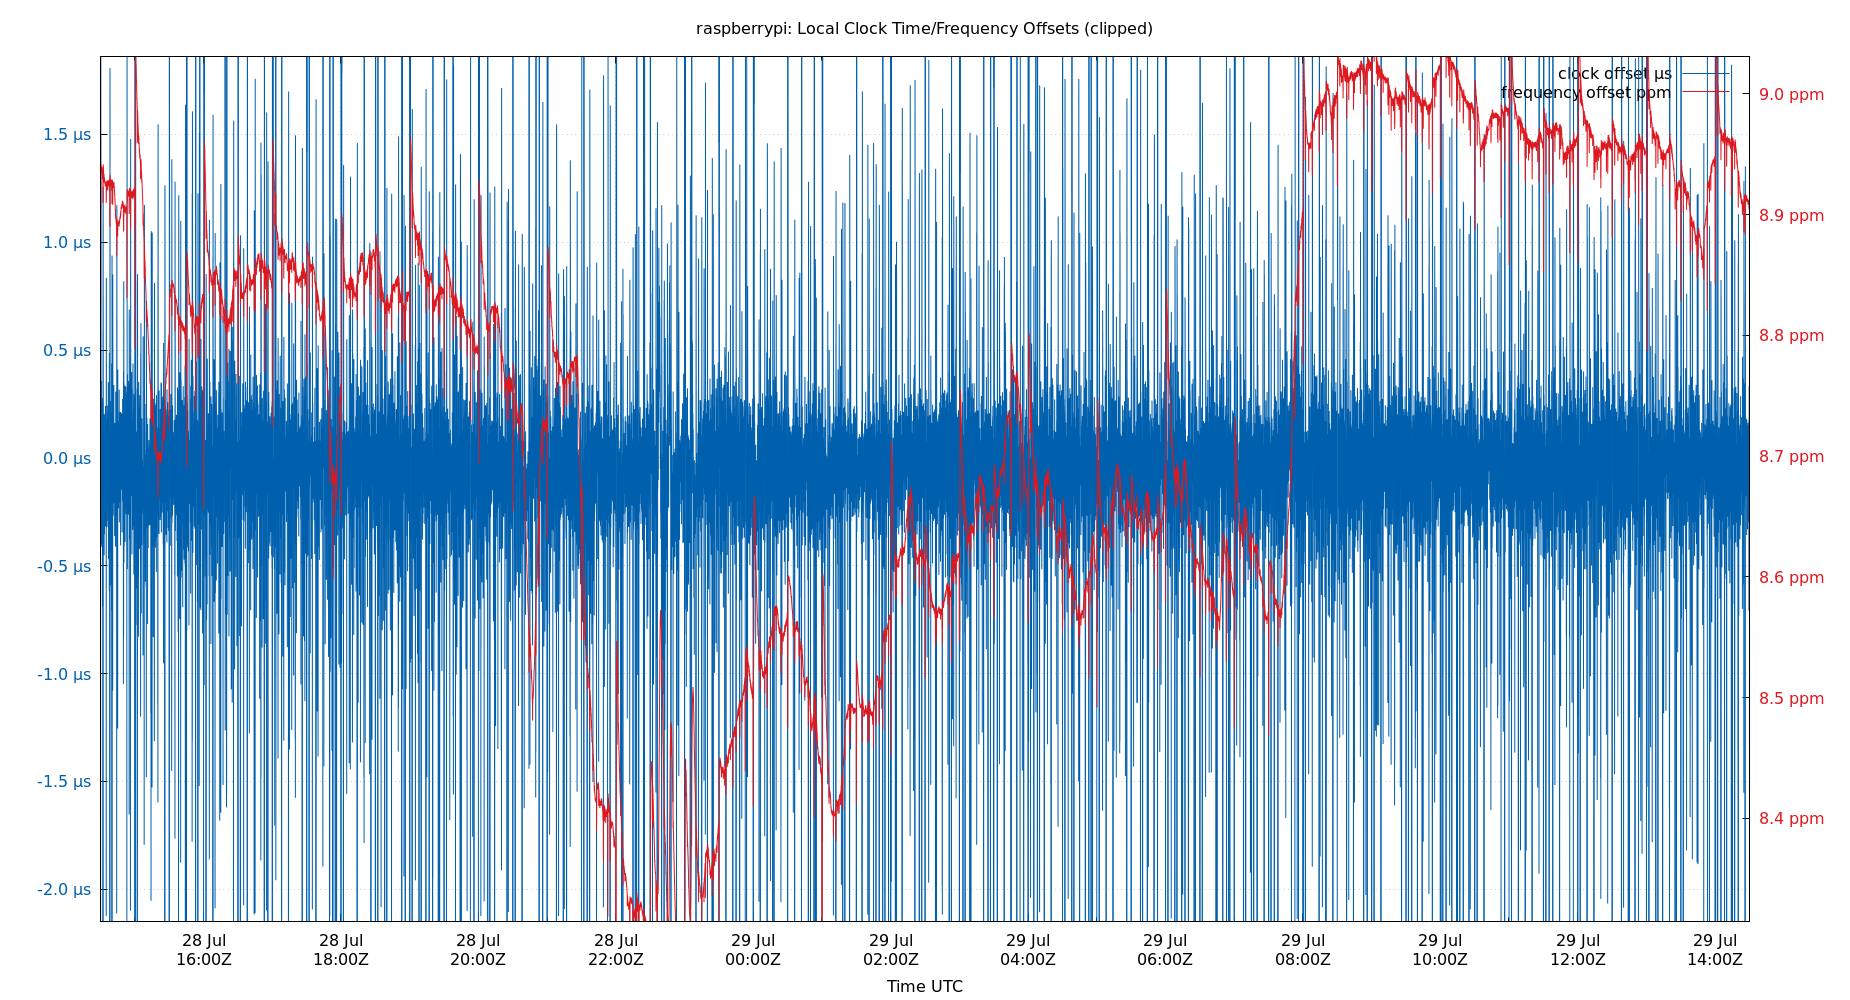 raspberrypi: Local Clock Time/Frequency Offsets (clipped)
clock offset µs
frequency offset ppm
1.5 µs
1.0 µs
0.5 µs
0.0 µs
-0.5 µs
-1.0 µs
-1.5 µs
-2.0 µs
9.0 ppm
8.9 ppm
8.8 ppm
8.7 ppm
8.6 ppm
8.5 ppm
8.4 ppm
28 Jul 28 Jul 28 Jul 28 Jul 29 Jul 29 Jul 29 Jul 29 Jul 29 Jul 29 Jul 29 Jul 29 Jul
16:00Z 18:00Z 20:00Z 22:00Z 00:00Z 02:00Z 04:00Z 06:00Z 08:00Z 10:00Z 12:00Z 14:00Z
Time UTC